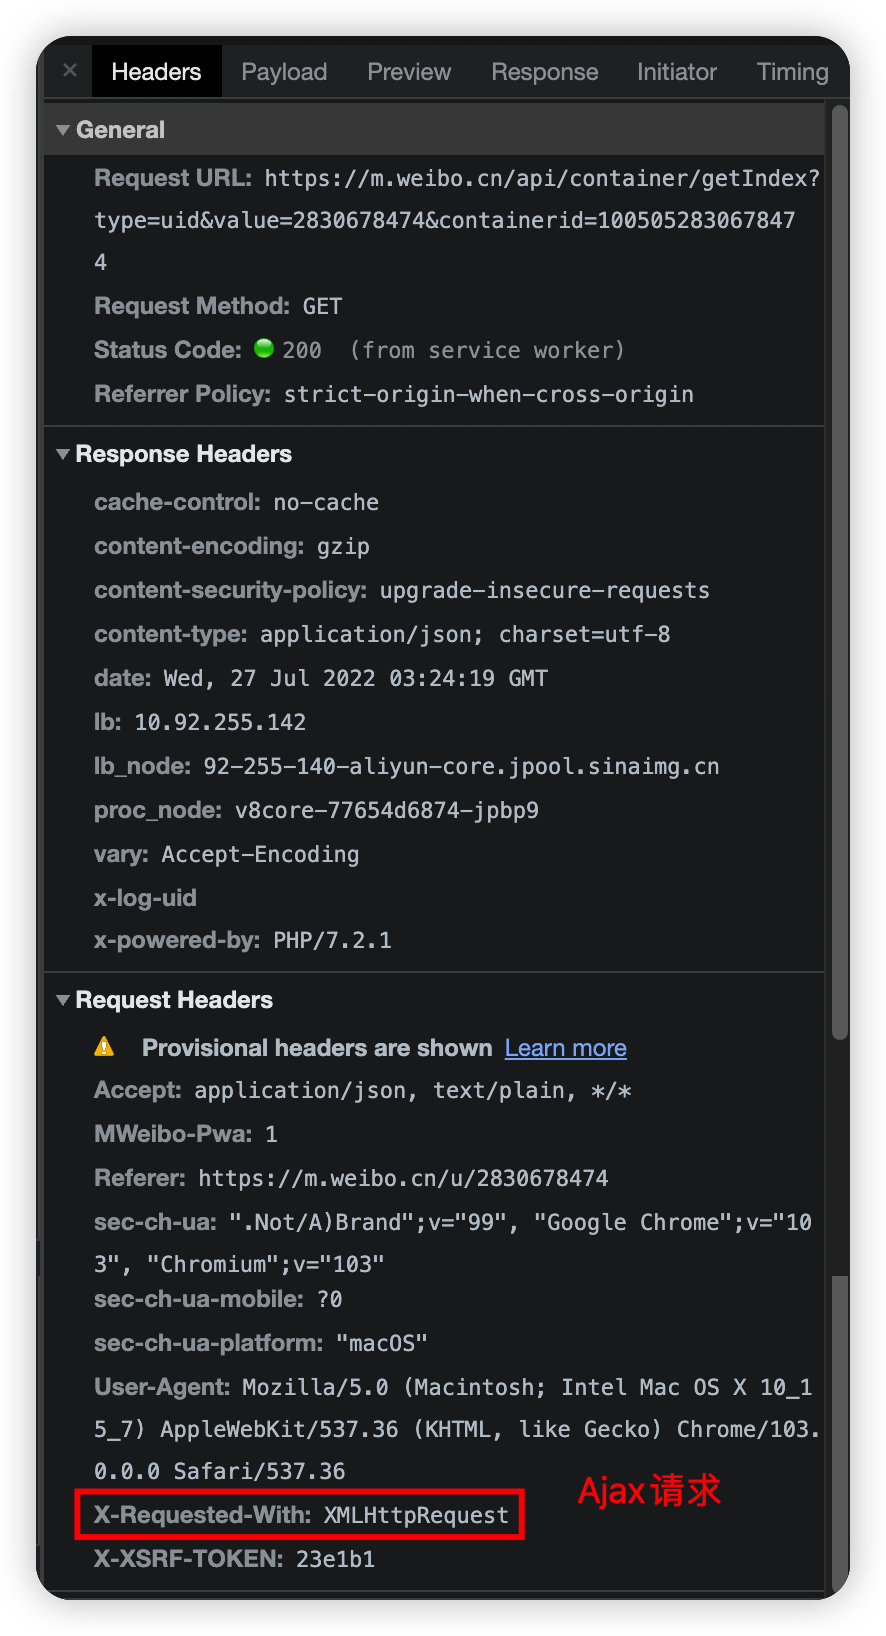 × Headers Payload Preview Response Initiator Timing
▼ General
Request URL: https://m.weibo.cn/api/container/getIndex?
type=uid&value=2830678474&containerid=100505283067847
4
Request Method: GET
Status Code: 200 (from service worker)
Referrer Policy: strict-origin-when-cross-origin
▼ Response Headers
cache-control: no-cache
content-encoding: gzip
content-security-policy: upgrade-insecure-requests
content-type: application/json; charset=utf-8
date: Wed, 27 Jul 2022 03:24:19 GMT
lb: 10.92.255.142
lb_node: 92-255-140-aliyun-core.jpool.sinaimg.cn
proc_node: v8core-77654d6874-jpbp9
vary: Accept-Encoding
x-log-uid
x-powered-by: PHP/7.2.1
▼ Request Headers
Provisional headers are shown Learn more
Accept: application/json, text/plain, */*
MWeibo-Pwa: 1
Referer: https://m.weibo.cn/u/2830678474
sec-ch-ua: ".Not/A)Brand";v="99", "Google Chrome";v="10
3", "Chromium";v="103"
sec-ch-ua-mobile: ?0
sec-ch-ua-platform: "macOS"
User-Agent: Mozilla/5.0 (Macintosh; Intel Mac OS X 10_1
5_7) AppleWebKit/537.36 (KHTML, like Gecko) Chrome/103.
0.0.0 Safari/537.36
Ajax请求
X-Requested-With: XMLHttpRequest
X-XSRF-TOKEN: 23e1b1